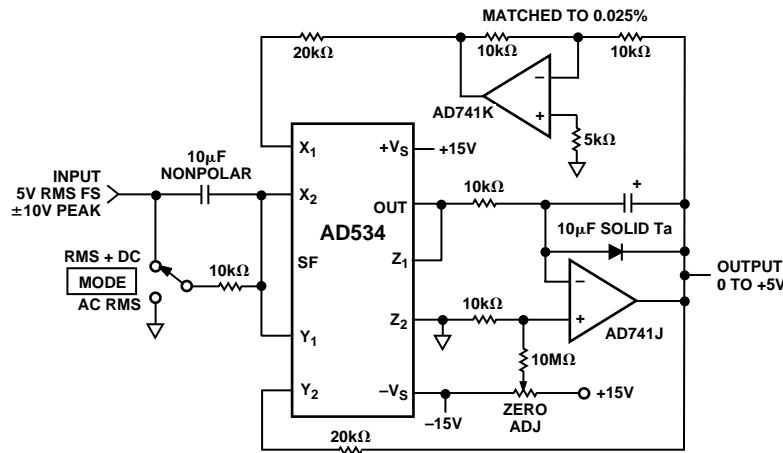 MATCHED TO 0.025%
20kΩ
10kΩ
10kΩ
AD741K
5kΩ
INPUT
5V RMS FS
±10V PEAK
10μF
NONPOLAR
RMS + DC
MODE
AC RMS
10kΩ
X1
X2
SF
Y1
Y2
AD534
+VS
+15V
OUT
Z1
Z2
–VS
–15V
10kΩ
+
10μF SOLID Ta
–
+
–
+
AD741J
10kΩ
10MΩ
ZERO
ADJ
+15V
OUTPUT
0 TO +5V
20kΩ